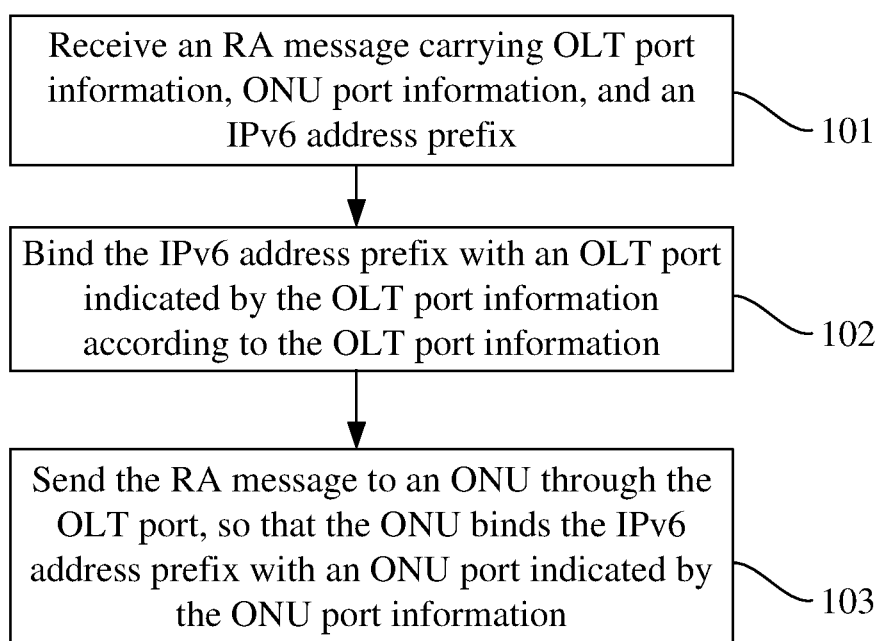 Receive an RA message carrying OLT port
information, ONU port information, and an
IPv6 address prefix
101
Bind the IPv6 address prefix with an OLT port
indicated by the OLT port information
according to the OLT port information
102
Send the RA message to an ONU through the
OLT port, so that the ONU binds the IPv6
address prefix with an ONU port indicated by
the ONU port information
103